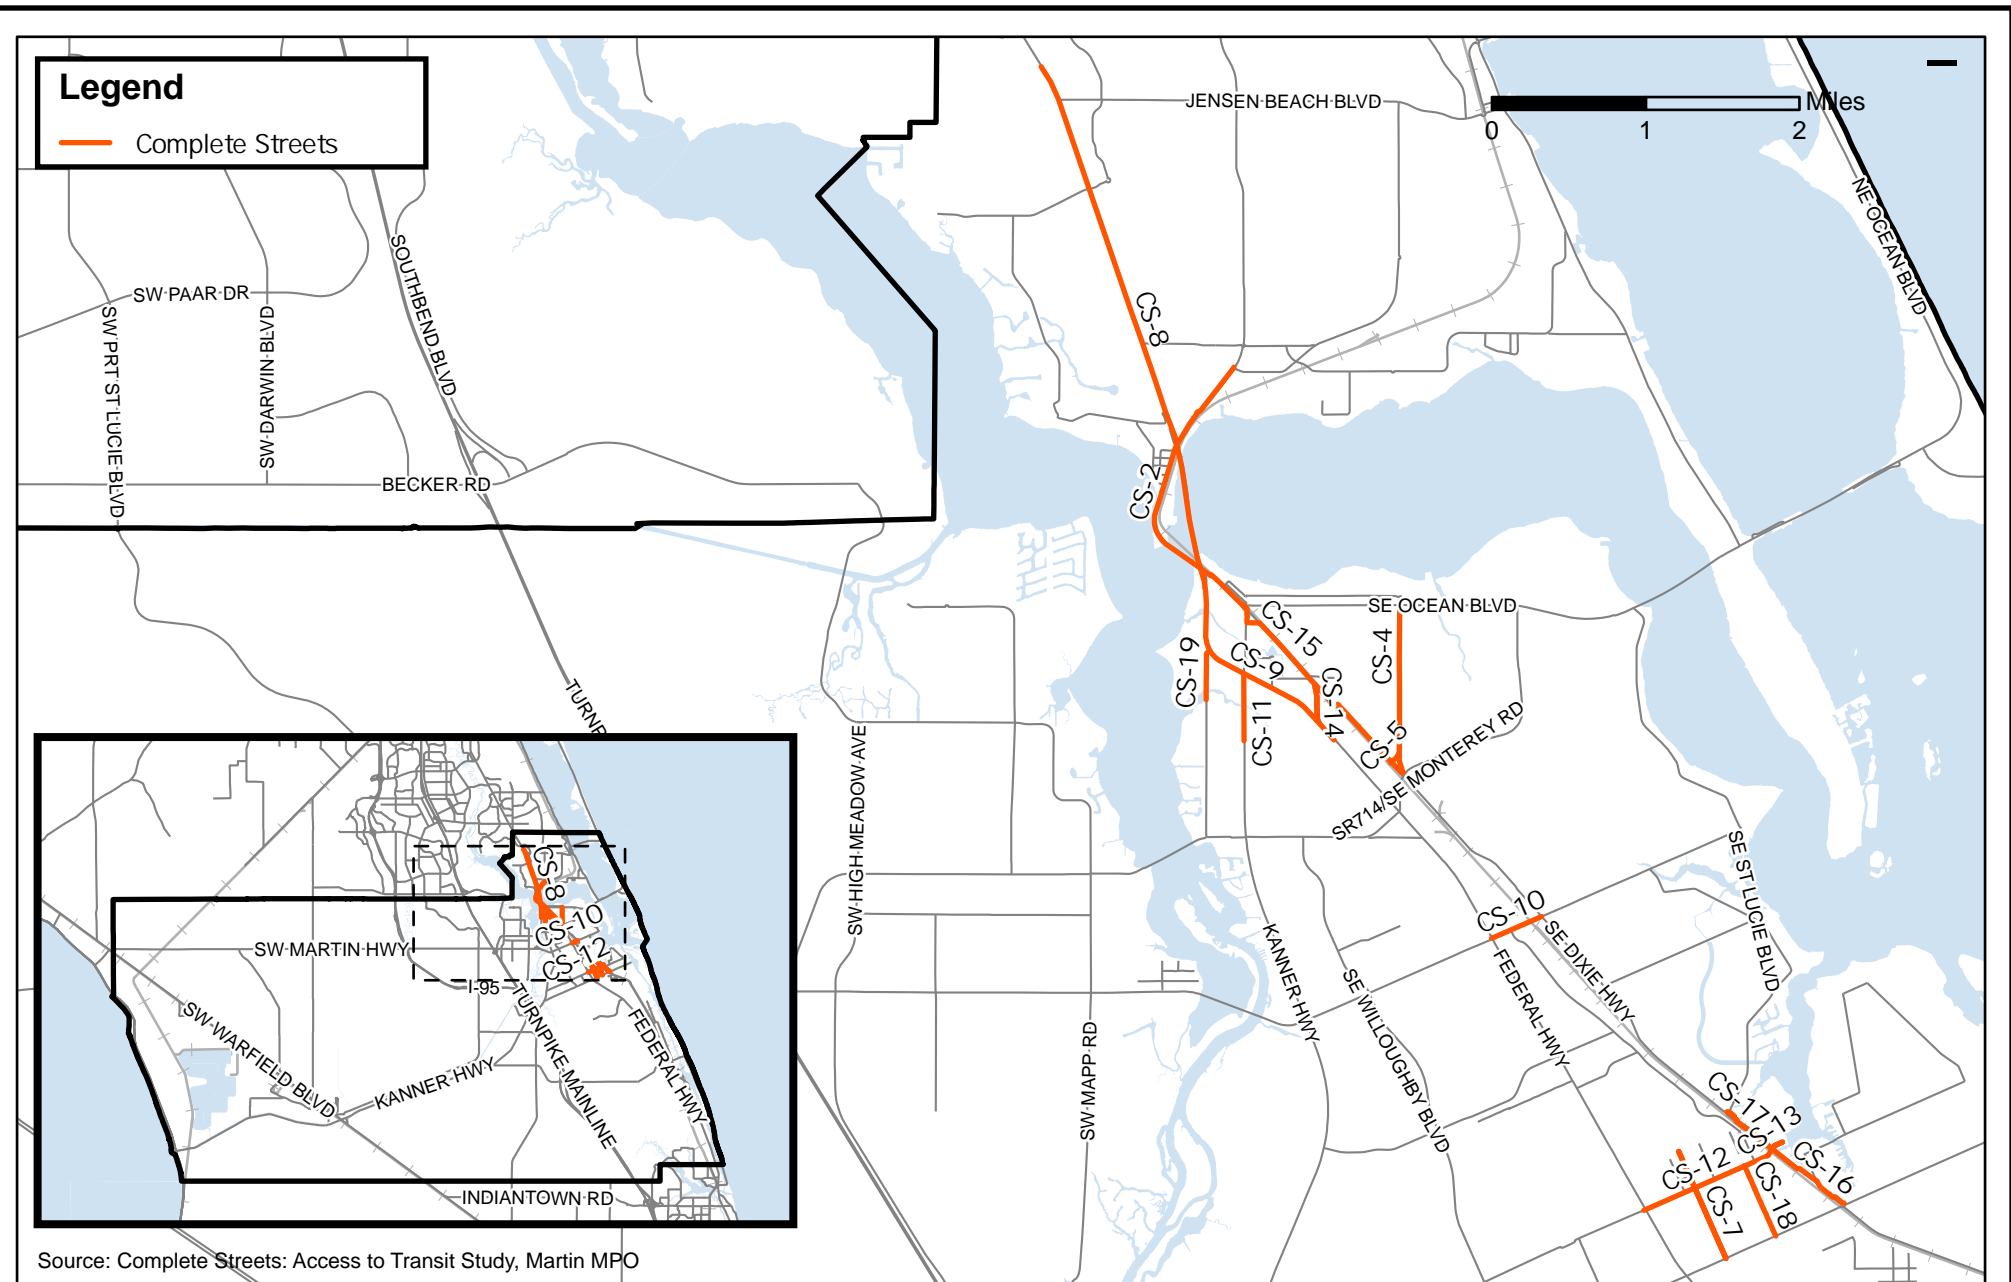 Legend
Complete Streets
JENSEN BEACH BLVD
Miles
0 1 2
NE OCEAN BLVD
SW PAAR DR
SOUTHBEND BLVD
SW PRT ST LUCIE BLVD
SW DARWIN BLVD
BECKER RD
CS-8
CS-2
SE OCEAN BLVD
CS-15
CS-4
CS-19
CS-9
CS-14
CS-11
CS-5
SR714/SE MONTEREY RD
TURNP
SW HIGH MEADOW AVE
SE ST LUCIE BLVD
CS-10
SE DIXIE HWY
FEDERAL HWY
KANNER HWY
SE WILLOUGHBY BLVD
SW MAPP RD
CS-17
CS-13
CS-16
CS-12
CS-18
CS-7
CS-8
CS-10
CS-12
SW MARTIN HWY
I-95
TURNPIKE MAINLINE
FEDERAL HWY
SW WARFIELD BLVD
KANNER HWY
INDIANTOWN RD
Source: Complete Streets: Access to Transit Study, Martin MPO